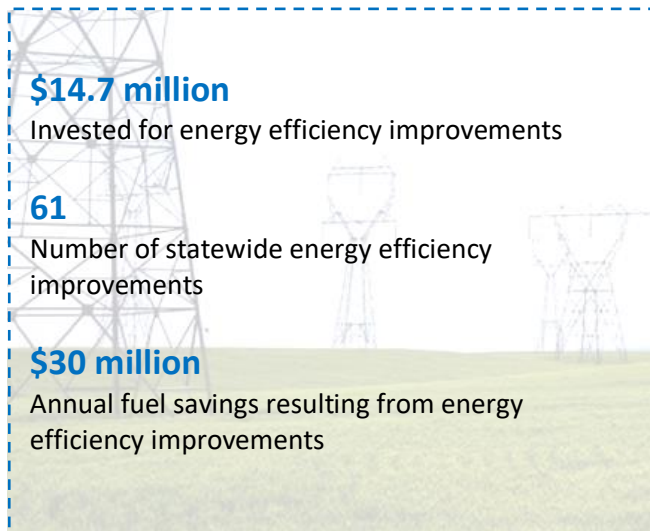 $14.7 million
Invested for energy efficiency improvements
61
Number of statewide energy efficiency
improvements
$30 million
Annual fuel savings resulting from energy
efficiency improvements